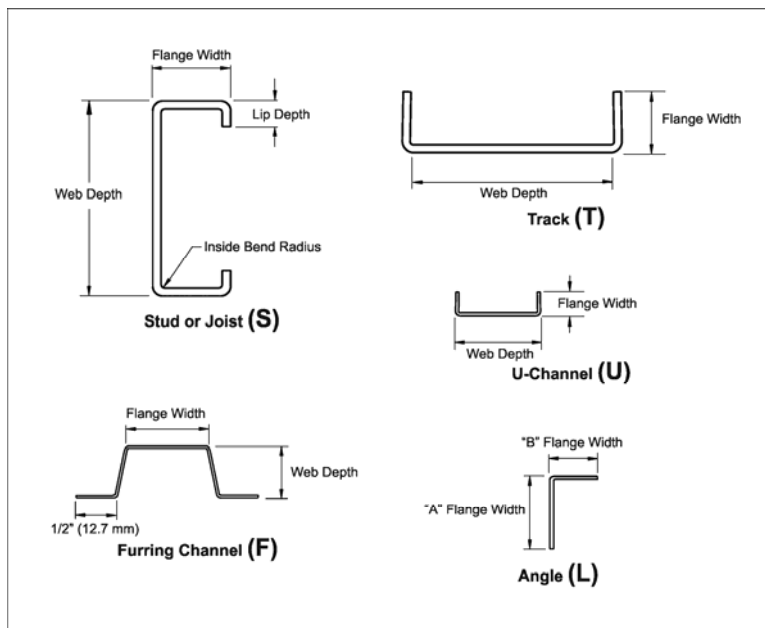 Flange Width
Lip Depth
Web Depth
Inside Bend Radius
Stud or Joist (S)
Flange Width
Web Depth
Track (T)
Flange Width
Web Depth
U-Channel (U)
Flange Width
Web Depth
1/2" (12.7 mm)
Furring Channel (F)
"B" Flange Width
"A" Flange Width
Angle (L)